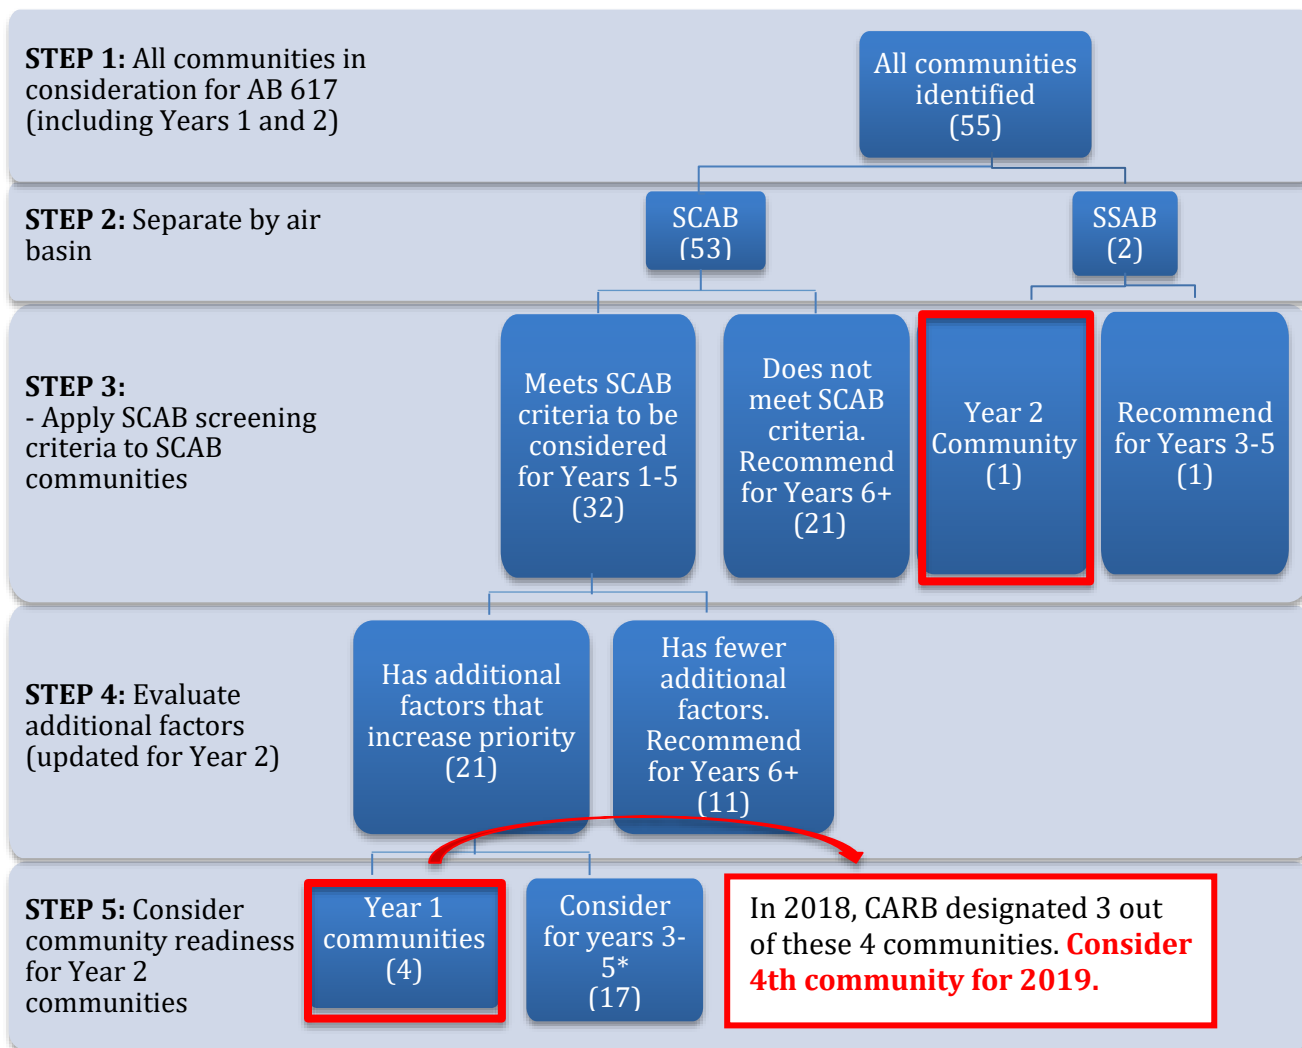 STEP 1: All communities in
consideration for AB 617
(including Years 1 and 2)
All communities
identified
(55)
STEP 2: Separate by air
basin
SCAB
(53)
SSAB
(2)
STEP 3:
- Apply SCAB screening
criteria to SCAB
communities
Meets SCAB
criteria to be
considered
for Years 1-5
(32)
Does not
meet SCAB
criteria.
Recommend
for Years 6+
(21)
Year 2
Community
(1)
Recommend
for Years 3-5
(1)
STEP 4: Evaluate
additional factors
(updated for Year 2)
Has additional
factors that
increase priority
(21)
Has fewer
additional
factors.
Recommend
for Years 6+
(11)
STEP 5: Consider
community readiness
for Year 2
communities
Year 1
communities
(4)
Consider
for years 3-
5*
(17)
In 2018, CARB designated 3 out
of these 4 communities. Consider
4th community for 2019.